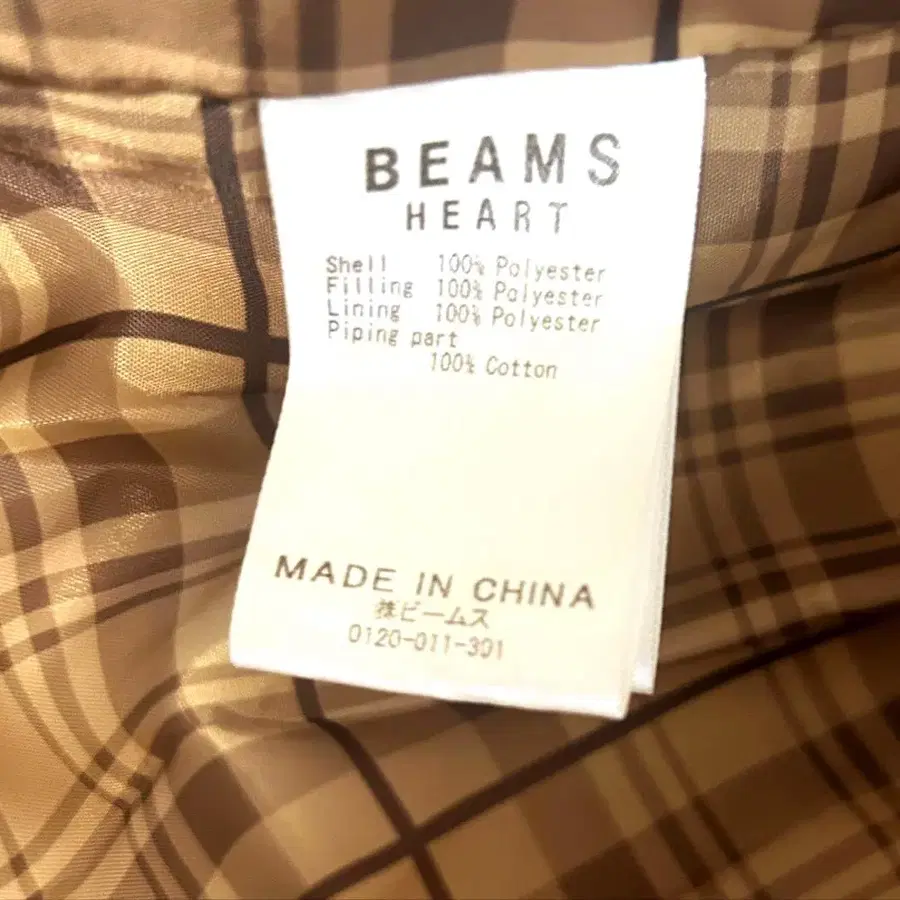 BEAMS
HEART
Shell 100% Polyester
Filling 100% Polyester
Lining 100% Polyester
Piping part
100% Cotton
MADE IN CHINA
㈱ビームス
0120-011-301